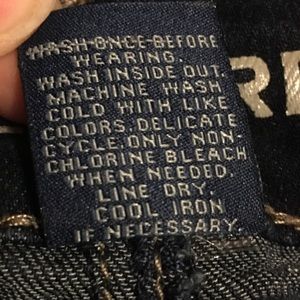 WASH ONCE BEFORE
WEARING.
WASH INSIDE OUT.
MACHINE WASH
COLD WITH LIKE
COLORS. DELICATE
CYCLE. ONLY NON-
CHLORINE BLEACH
WHEN NEEDED.
LINE DRY.
COOL IRON
IF NECESSARY.